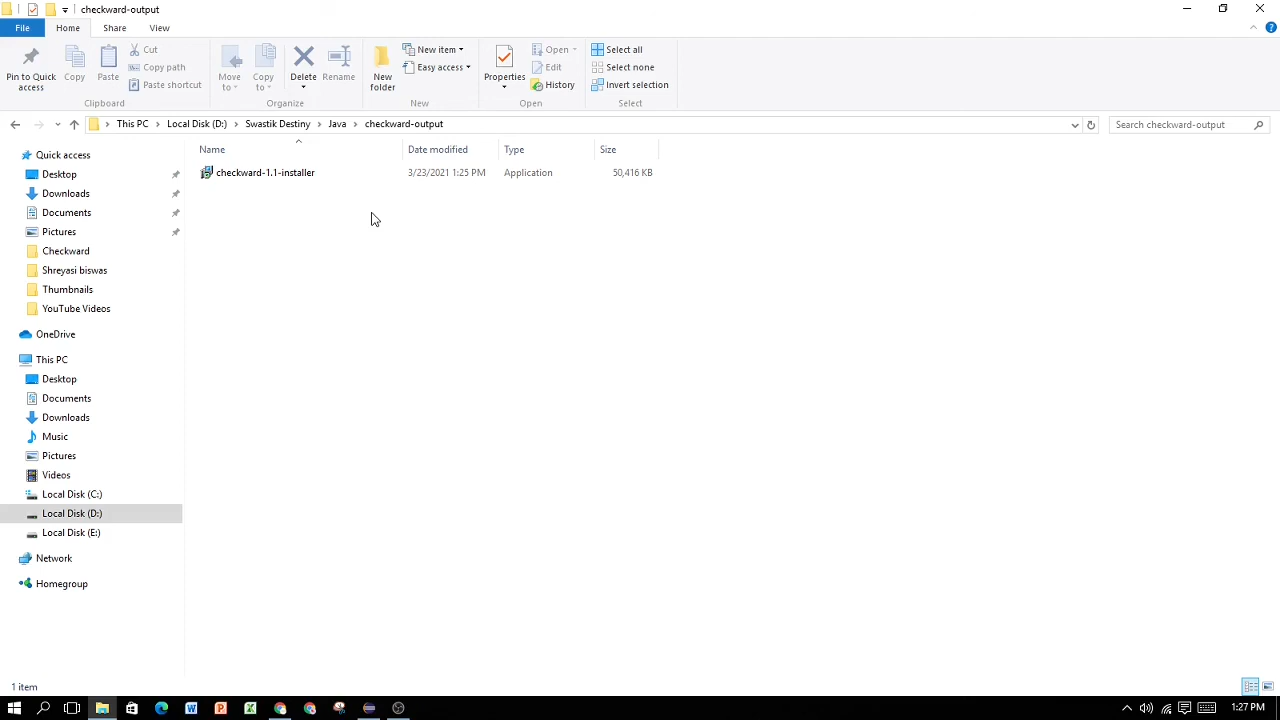 checkward-output
File Home Share View
Pin to Quick access
Copy
Paste
Cut
Copy path
Paste shortcut
Clipboard
Move to
Copy to
Delete
Rename
Organize
New folder
New item
Easy access
New
Properties
Open
Edit
History
Open
Select all
Select none
Invert selection
Select
This PC > Local Disk (D:) > Swastik Destiny > Java > checkward-output
Search checkward-output
Name Date modified Type Size
checkward-1.1-installer 3/23/2021 1:25 PM Application 50,416 KB
Quick access
Desktop
Downloads
Documents
Pictures
Checkward
Shreyasi biswas
Thumbnails
YouTube Videos
OneDrive
This PC
Desktop
Documents
Downloads
Music
Pictures
Videos
Local Disk (C:)
Local Disk (D:)
Local Disk (E:)
Network
Homegroup
1 item
1:27 PM